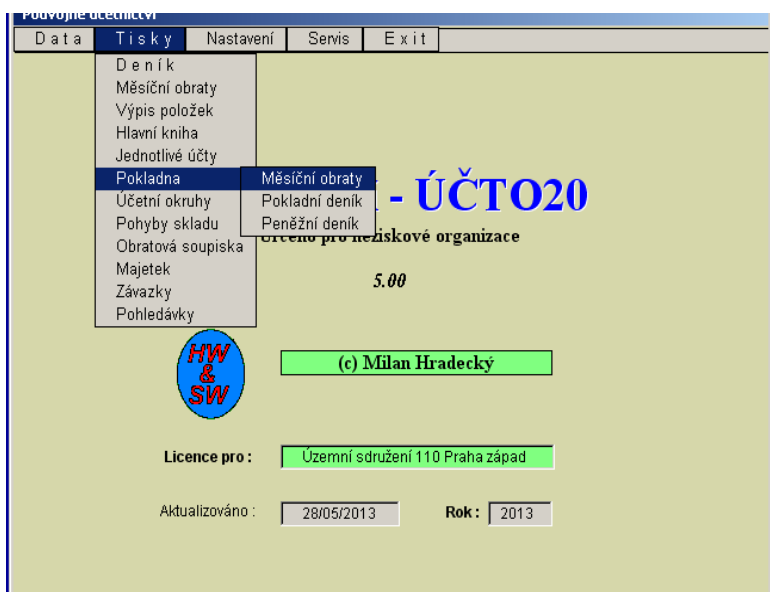 Podvojné účetnictví
Data Tisky Nastavení Servis Exit
Deník
Měsíční obraty
Výpis položek
Hlavní kniha
Jednotlivé účty
Pokladna
Účetní okruhy
Pohyby skladu
Obratová soupiska
Majetek
Závazky
Pohledávky
Měsíční obraty
Pokladní deník
Peněžní deník
- ÚČTO20
Určeno pro neziskové organizace
5.00
HW
&
SW
(c) Milan Hradecký
Licence pro : Územní sdružení 110 Praha západ
Aktualizováno : 28/05/2013 Rok : 2013